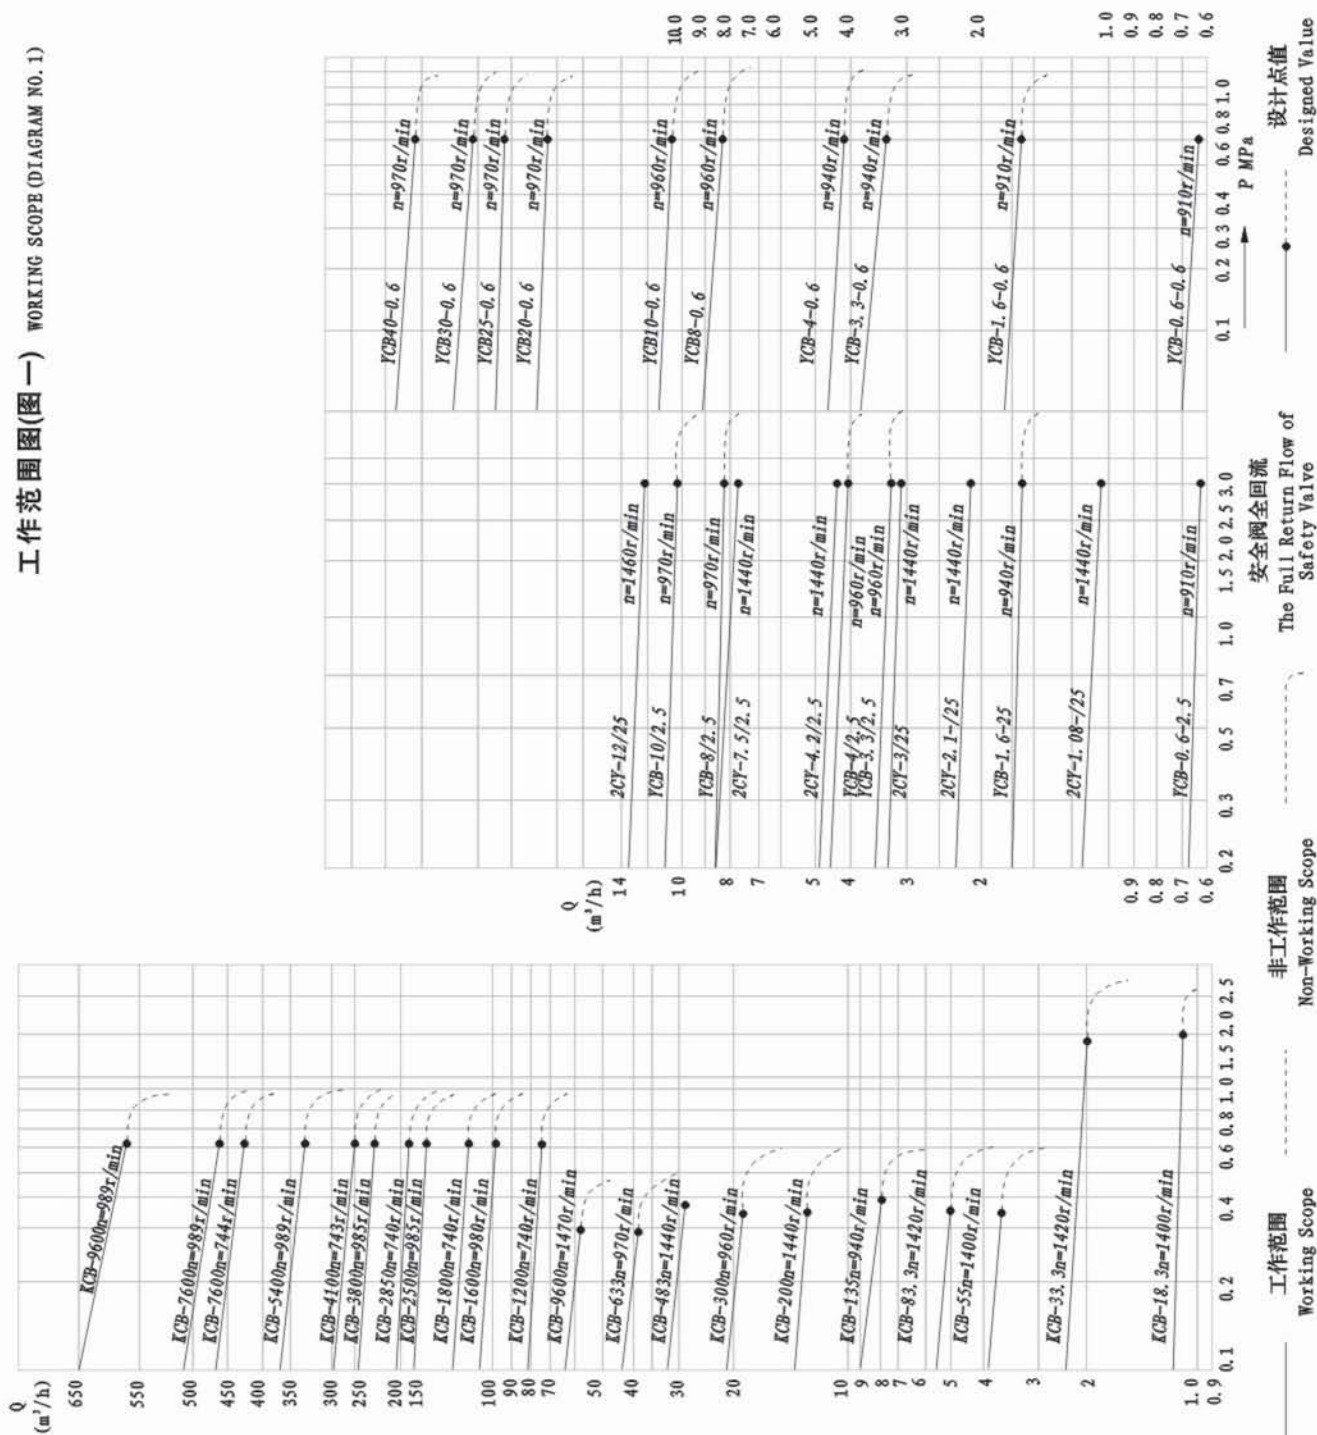 工作范围图(图一) WORKING SCOPE(DIAGRAM NO.1)
Q
(m³/h)
650
550
500
450
400
350
300
250
200
150
100
90
80
70
50
40
30
20
10
9
8
7
6
5
4
3
2
1.0
0.9
KCB-9600n=989r/min
KCB-7600n=989r/min
KCB-7600n=744r/min
KCB-5400n=989r/min
KCB-4100n=743r/min
KCB-3800n=985r/min
KCB-2850n=740r/min
KCB-2500n=985r/min
KCB-1800n=740r/min
KCB-1600n=980r/min
KCB-1200n=740r/min
KCB-9600n=1470r/min
KCB-633n=970r/min
KCB-483n=1440r/min
KCB-300n=960r/min
KCB-200n=1440r/min
KCB-135n=940r/min
KCB-83.3n=1420r/min
KCB-55n=1400r/min
KCB-33.3n=1420r/min
KCB-18.3n=1400r/min
0.1 0.2 0.4 0.6 0.8 1.0 1.5 2.0 2.5
Q
(m³/h)
14
10
8
7
5
4
3
2
0.9
0.8
0.7
0.6
2CY-12/25 n=1460r/min
YCB-10/2.5 n=970r/min
YCB-8/2.5 n=970r/min
2CY-7.5/2.5 n=1440r/min
2CY-4.2/2.5 n=1440r/min
YCB-4/2.5 n=960r/min
YCB-3.3/2.5 n=960r/min
2CY-3/25 n=1440r/min
2CY-2.1-/25 n=1440r/min
YCB-1.6-25 n=940r/min
2CY-1.08-/25 n=1440r/min
YCB-0.6-2.5 n=910r/min
0.2 0.3 0.5 0.7 1.0 1.5 2.0 2.5 3.0
YCB40-0.6 n=970r/min
YCB30-0.6 n=970r/min
YCB25-0.6 n=970r/min
YCB20-0.6 n=970r/min
YCB10-0.6 n=960r/min
YCB8-0.6 n=960r/min
YCB-4-0.6 n=940r/min
YCB-3.3-0.6 n=940r/min
YCB-1.6-0.6 n=910r/min
YCB-0.6-0.6 n=910r/min
10.0
9.0
8.0
7.0
6.0
5.0
4.0
3.0
2.0
1.0
0.9
0.8
0.7
0.6
0.1 0.2 0.3 0.4 0.6 0.8 1.0
P MPa
工作范围
Working Scope
非工作范围
Non-Working Scope
安全阀全回流
The Full Return Flow of
Safety Valve
设计点值
Designed Value